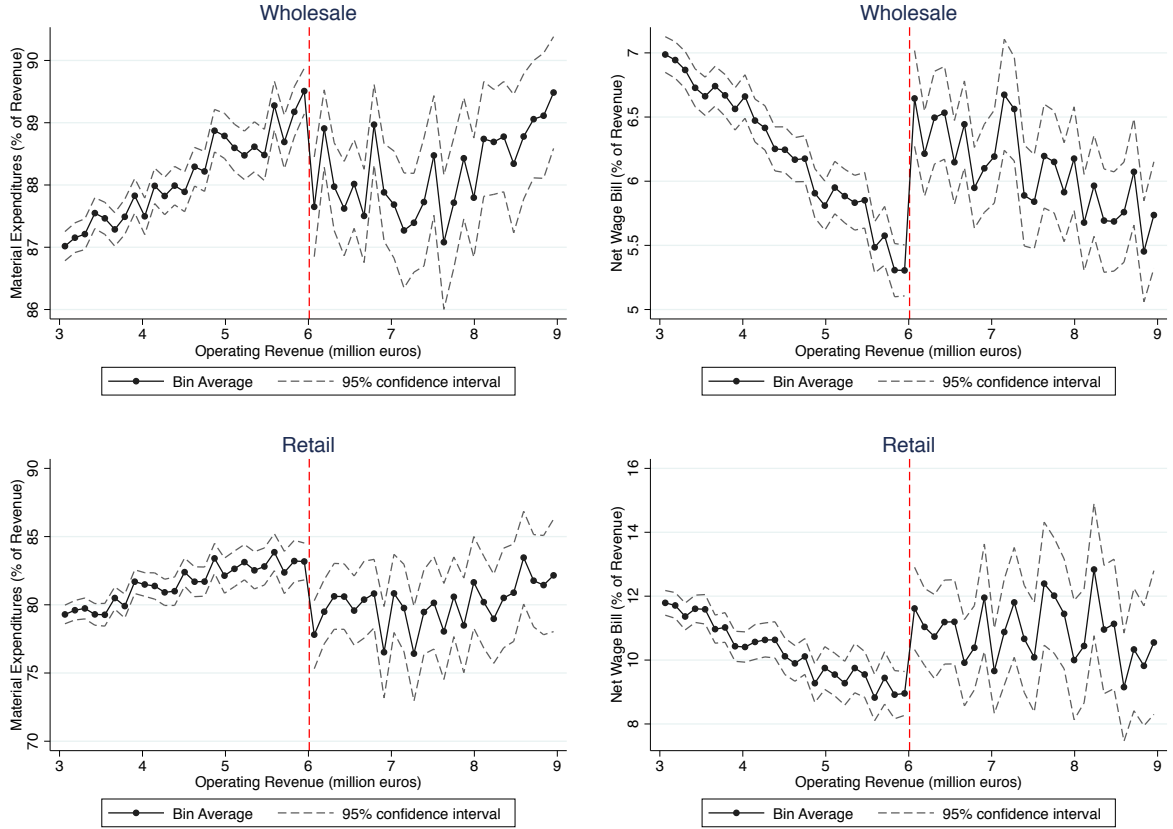 Wholesale
Material Expenditures (% of Revenue)
90
89
88
87
86
3 4 5 6 7 8 9
Operating Revenue (million euros)
Bin Average 95% confidence interval
Wholesale
Net Wage Bill (% of Revenue)
7
6.5
6
5.5
5
3 4 5 6 7 8 9
Operating Revenue (million euros)
Bin Average 95% confidence interval
Retail
Material Expenditures (% of Revenue)
90
85
80
75
70
3 4 5 6 7 8 9
Operating Revenue (million euros)
Bin Average 95% confidence interval
Retail
Net Wage Bill (% of Revenue)
16
14
12
10
8
3 4 5 6 7 8 9
Operating Revenue (million euros)
Bin Average 95% confidence interval